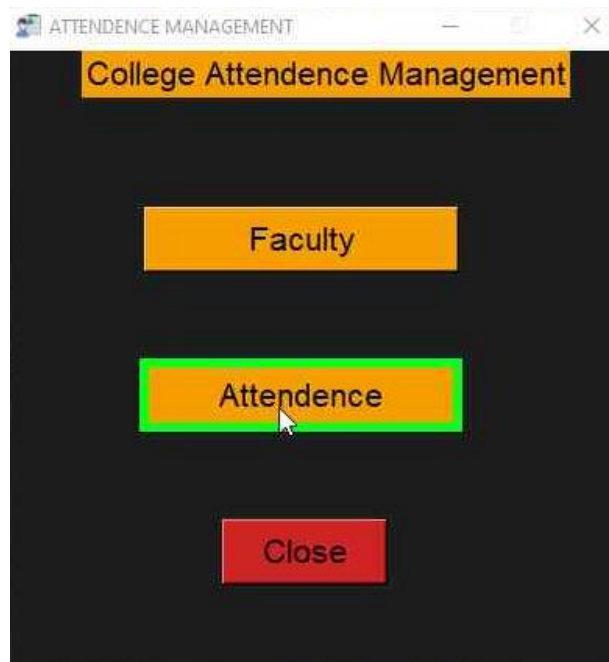 ATTENDENCE MANAGEMENT
College Attendence Management
Faculty
Attendence
Close